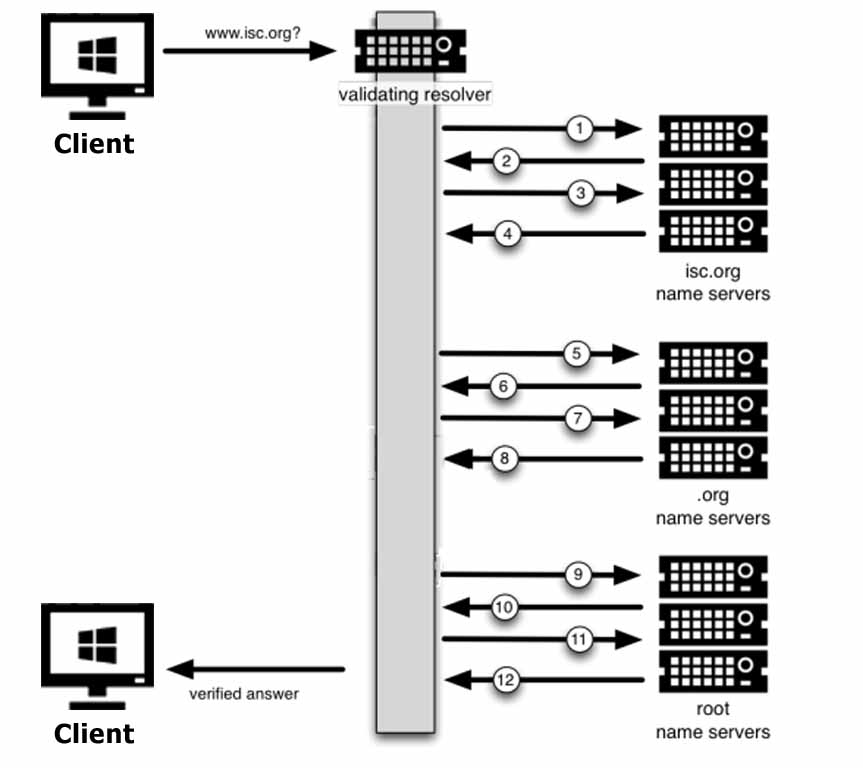 www.isc.org?
validating resolver
Client
1
2
3
4
isc.org
name servers
5
6
7
8
.org
name servers
9
10
11
12
verified answer
root
name servers
Client